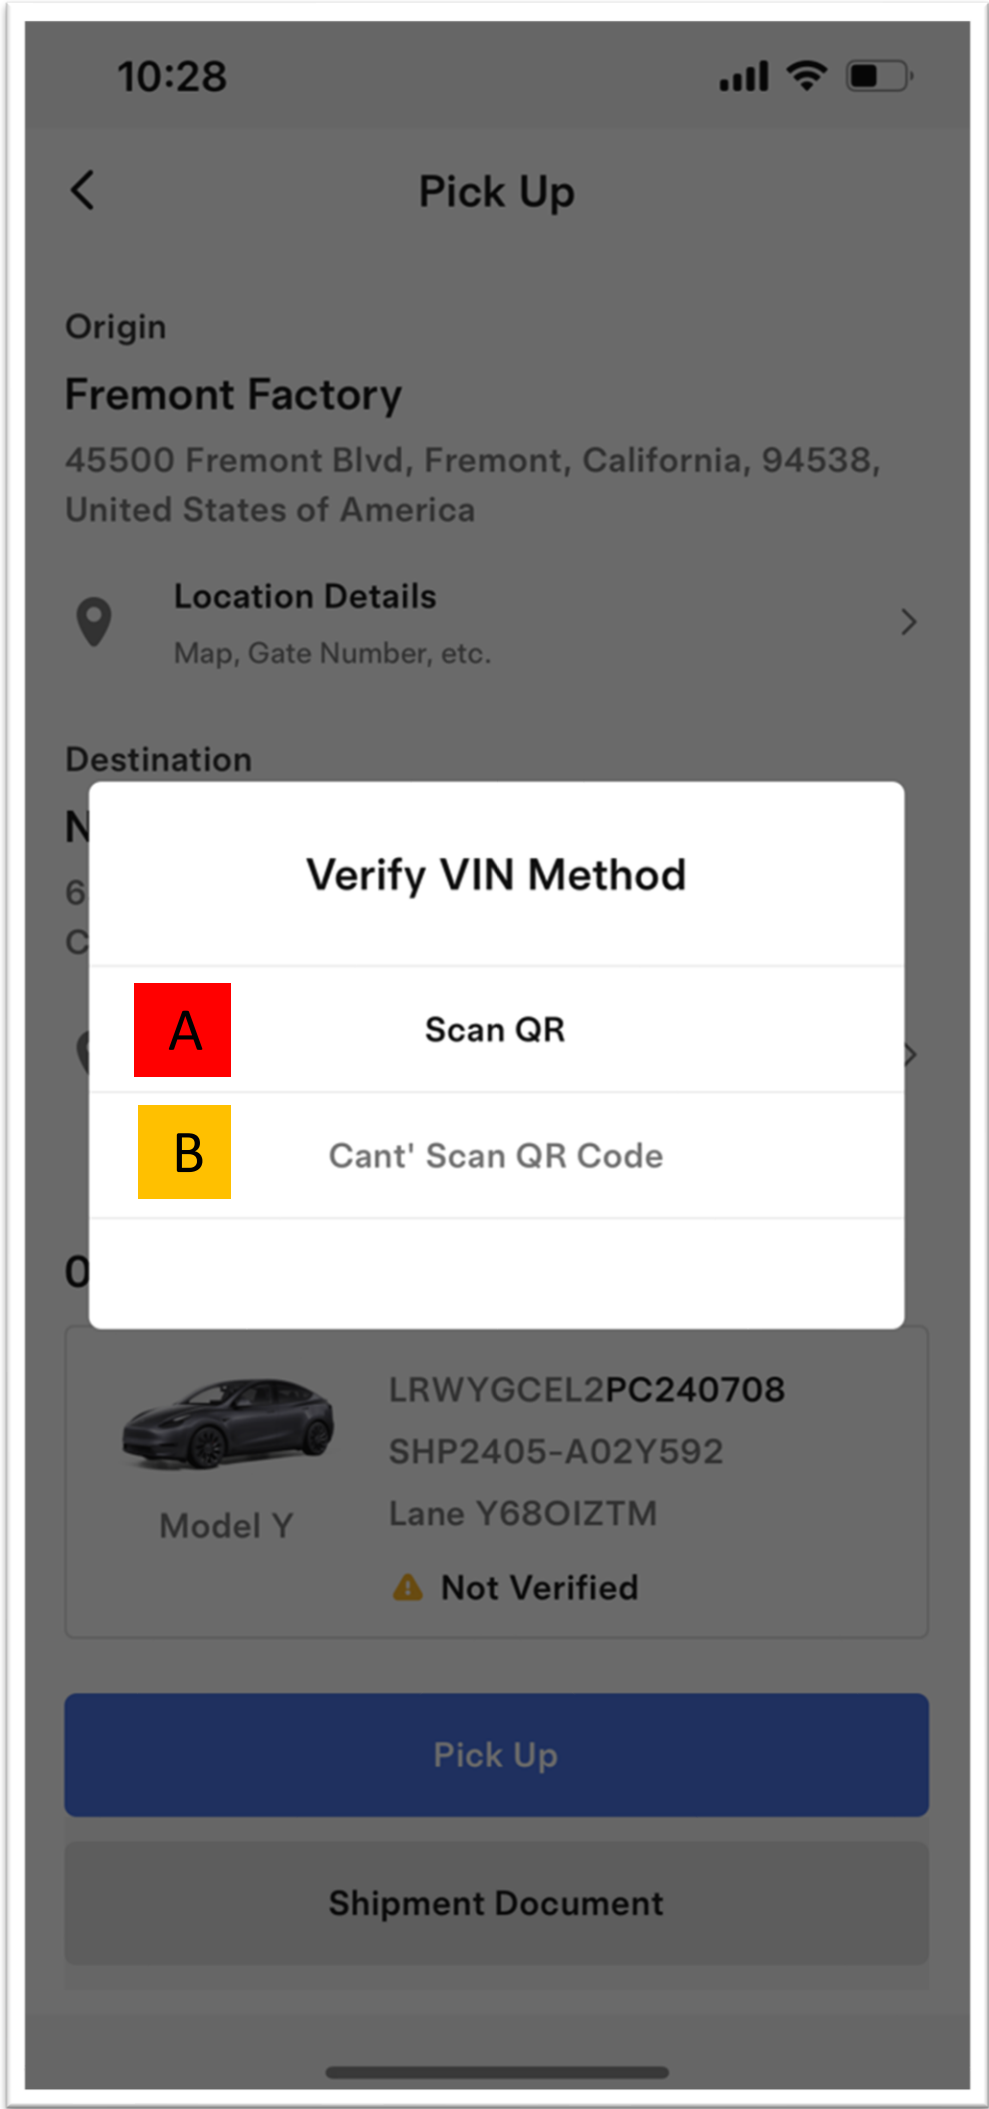 10:28
Pick Up
Origin
Fremont Factory
45500 Fremont Blvd, Fremont, California, 94538,
United States of America
Location Details
Map, Gate Number, etc.
Destination
N
6
C
Verify VIN Method
A Scan QR
B Cant' Scan QR Code
0
LRWYGCEL2PC240708
SHP2405-A02Y592
Lane Y68OIZTM
Model Y
Not Verified
Pick Up
Shipment Document